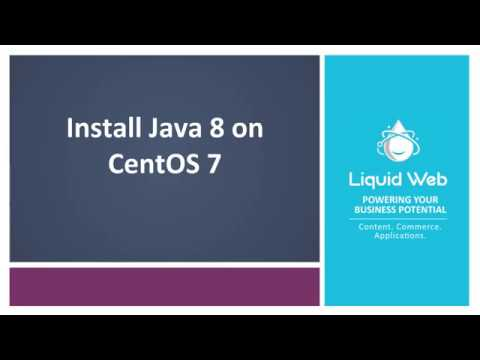 Install Java 8 on
CentOS 7
Liquid Web
POWERING YOUR
BUSINESS POTENTIAL
Content. Commerce.
Applications.